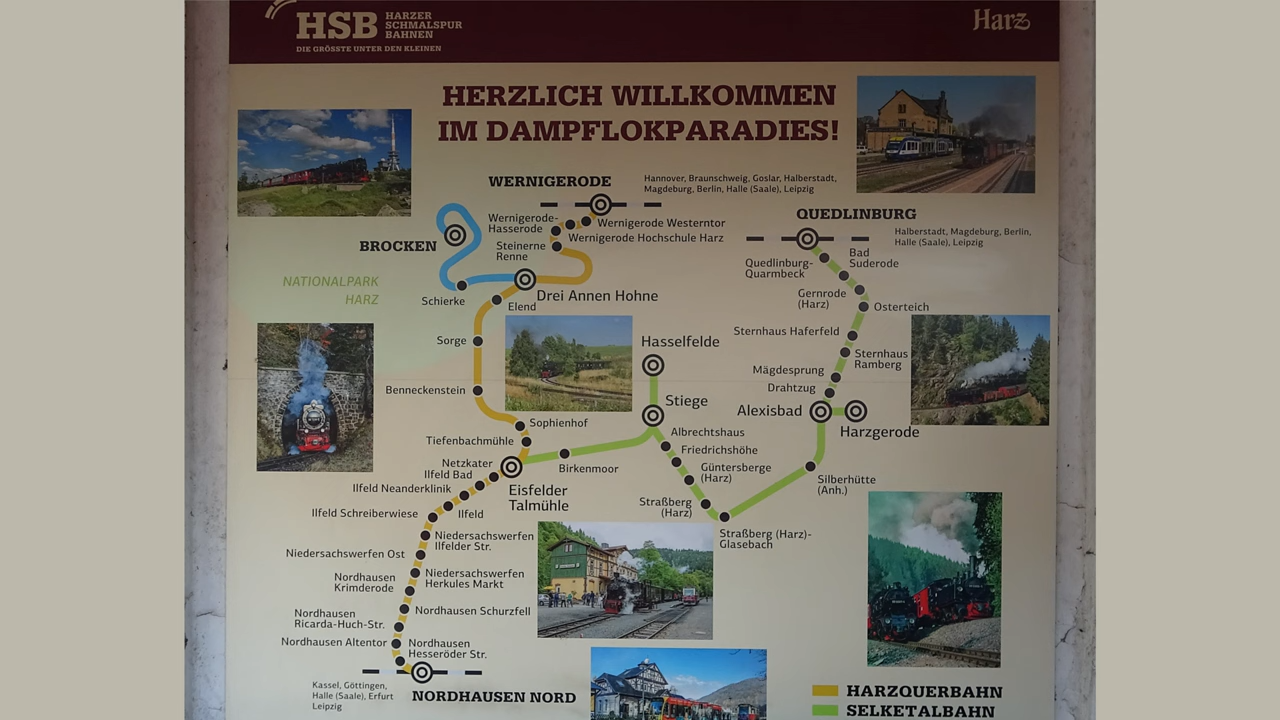 HSB HARZER
SCHMALSPUR
BAHNEN
DIE GRÖSSTE UNTER DEN KLEINEN
Harz
HERZLICH WILLKOMMEN
IM DAMPFLOKPARADIES!
WERNIGERODE
Hannover, Braunschweig, Goslar, Halberstadt,
Magdeburg, Berlin, Halle (Saale), Leipzig
Wernigerode-
Hasserode
Wernigerode Westerntor
Wernigerode Hochschule Harz
Steinerne
Renne
BROCKEN
NATIONALPARK
HARZ
Schierke
Drei Annen Hohne
Elend
Sorge
Benneckenstein
Sophienhof
Tiefenbachmühle
Netzkater
Ilfeld Bad
Ilfeld Neanderklinik
Ilfeld Schreiberwiese
Ilfeld
Eisfelder
Talmühle
Birkenmoor
Hasselfelde
Stiege
Albrechtshaus
Friedrichshöhe
Güntersberge
(Harz)
Straßberg
(Harz)
Straßberg (Harz)-
Glasebach
Silberhütte
(Anh.)
QUEDLINBURG
Halberstadt, Magdeburg, Berlin,
Halle (Saale), Leipzig
Quedlinburg-
Quarmbeck
Bad
Suderode
Gernrode
(Harz)
Osterteich
Sternhaus Haferfeld
Sternhaus
Ramberg
Mägdesprung
Drahtzug
Alexisbad
Harzgerode
Niedersachswerfen
Ilfelder Str.
Niedersachswerfen Ost
Niedersachswerfen
Herkules Markt
Nordhausen
Krimderode
Nordhausen Schurzfell
Nordhausen
Ricarda-Huch-Str.
Nordhausen Altentor
Nordhausen
Hesseröder Str.
Kassel, Göttingen,
Halle (Saale), Erfurt
Leipzig
NORDHAUSEN NORD
HARZQUERBAHN
SELKETALBAHN